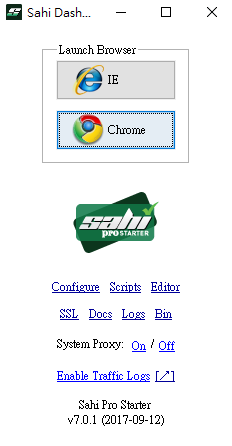 Sahi Dash...
Launch Browser
IE
Chrome
sahi
pro STARTER
Configure Scripts Editor
SSL Docs Logs Bin
System Proxy: On / Off
Enable Traffic Logs [↗]
Sahi Pro Starter
v7.0.1 (2017-09-12)